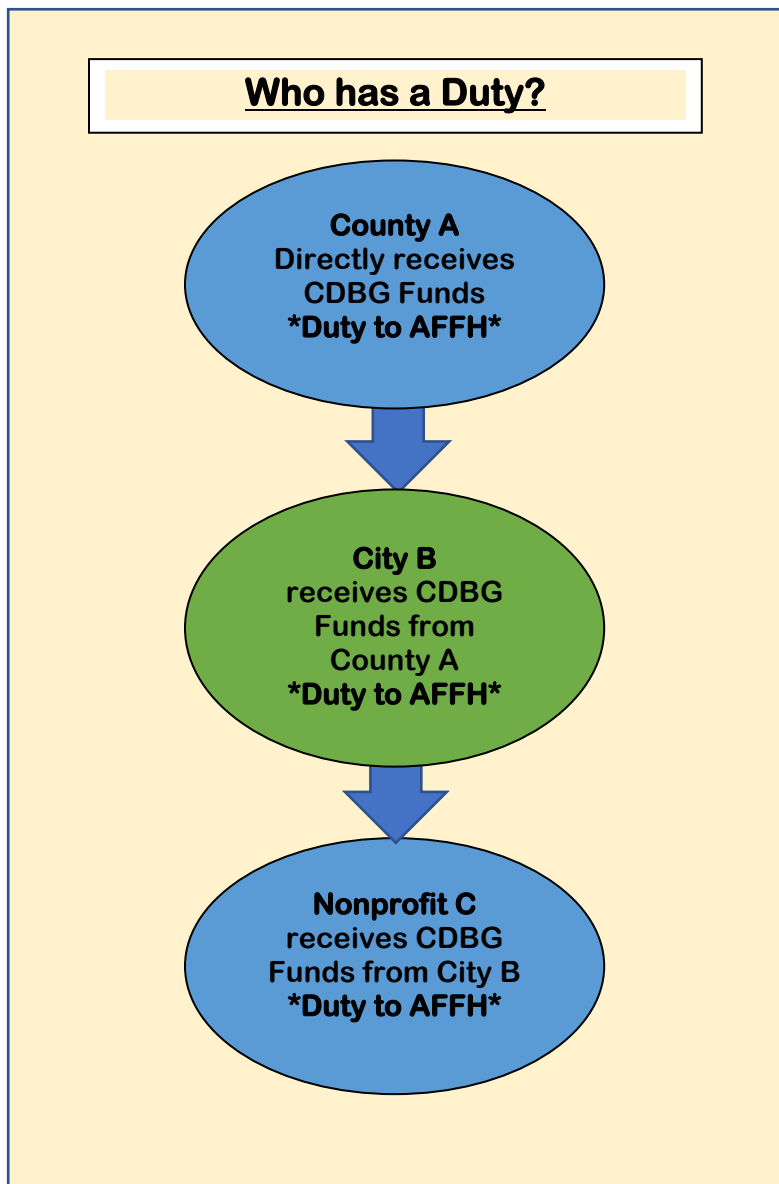 Who has a Duty?
County A
Directly receives
CDBG Funds
*Duty to AFFH*
City B
receives CDBG
Funds from
County A
*Duty to AFFH*
Nonprofit C
receives CDBG
Funds from City B
*Duty to AFFH*